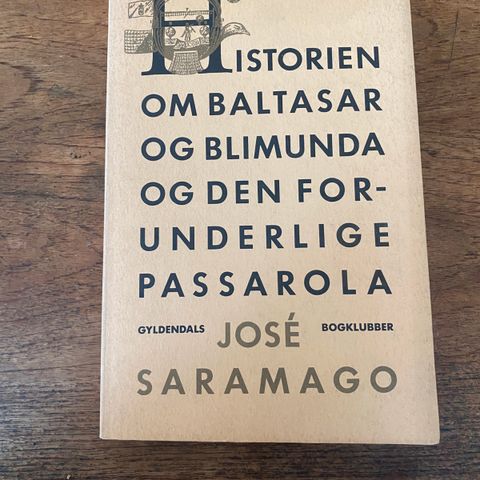 HISTORIEN
OM BALTASAR
OG BLIMUNDA
OG DEN FOR-
UNDERLIGE
PASSAROLA
GYLDENDALS JOSÉ BOGKLUBBER
SARAMAGO